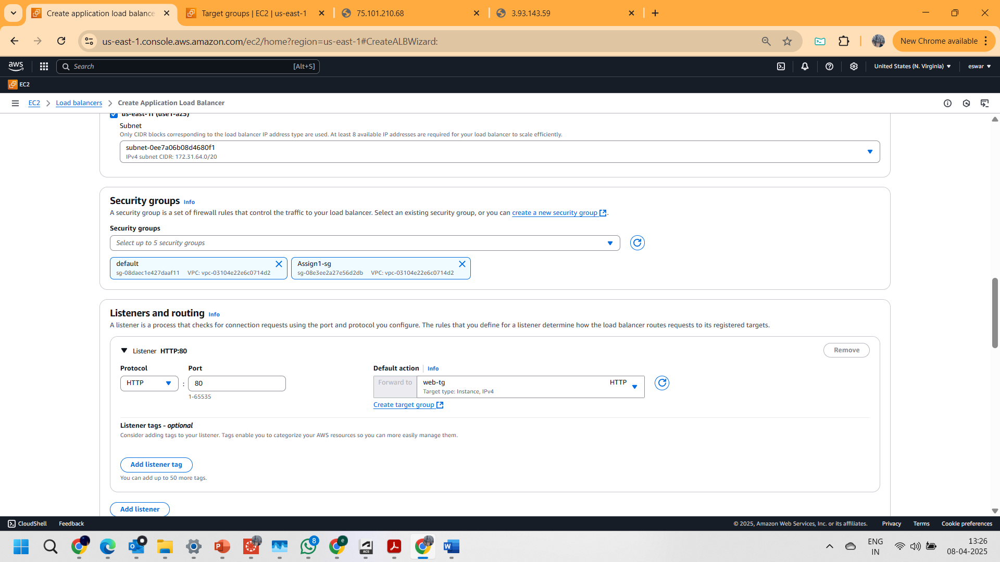 Create application load balance
Target groups | EC2 | us-east-1
75.101.210.68
3.93.143.59
us-east-1.console.aws.amazon.com/ec2/home?region=us-east-1#CreateALBWizard:
New Chrome available
aws
Search
[Alt+S]
United States (N. Virginia)
eswar
EC2
EC2
Load balancers
Create Application Load Balancer
us-east-1f (use1-az5)
Subnet
Only CIDR blocks corresponding to the load balancer IP address type are used. At least 8 available IP addresses are required for your load balancer to scale efficiently.
subnet-0ee7a06b08d4680f1
IPv4 subnet CIDR: 172.31.64.0/20
Security groups Info
A security group is a set of firewall rules that control the traffic to your load balancer. Select an existing security group, or you can create a new security group.
Security groups
Select up to 5 security groups
default
sg-08daec1e427daaf11 VPC: vpc-03104e22e6c0714d2
Assign1-sg
sg-08e3ee2a27e56d2db VPC: vpc-03104e22e6c0714d2
Listeners and routing Info
A listener is a process that checks for connection requests using the port and protocol you configure. The rules that you define for a listener determine how the load balancer routes requests to its registered targets.
Listener HTTP:80
Remove
Protocol
Port
Default action
Info
HTTP
:
80
1-65535
Forward to
web-tg
HTTP
Target type: Instance, IPv4
Create target group
Listener tags - optional
Consider adding tags to your listener. Tags enable you to categorize your AWS resources so you can more easily manage them.
Add listener tag
You can add up to 50 more tags.
Add listener
CloudShell
Feedback
© 2025, Amazon Web Services, Inc. or its affiliates.
Privacy
Terms
Cookie preferences
8
e
ACS
ENG
IN
13:26
08-04-2025